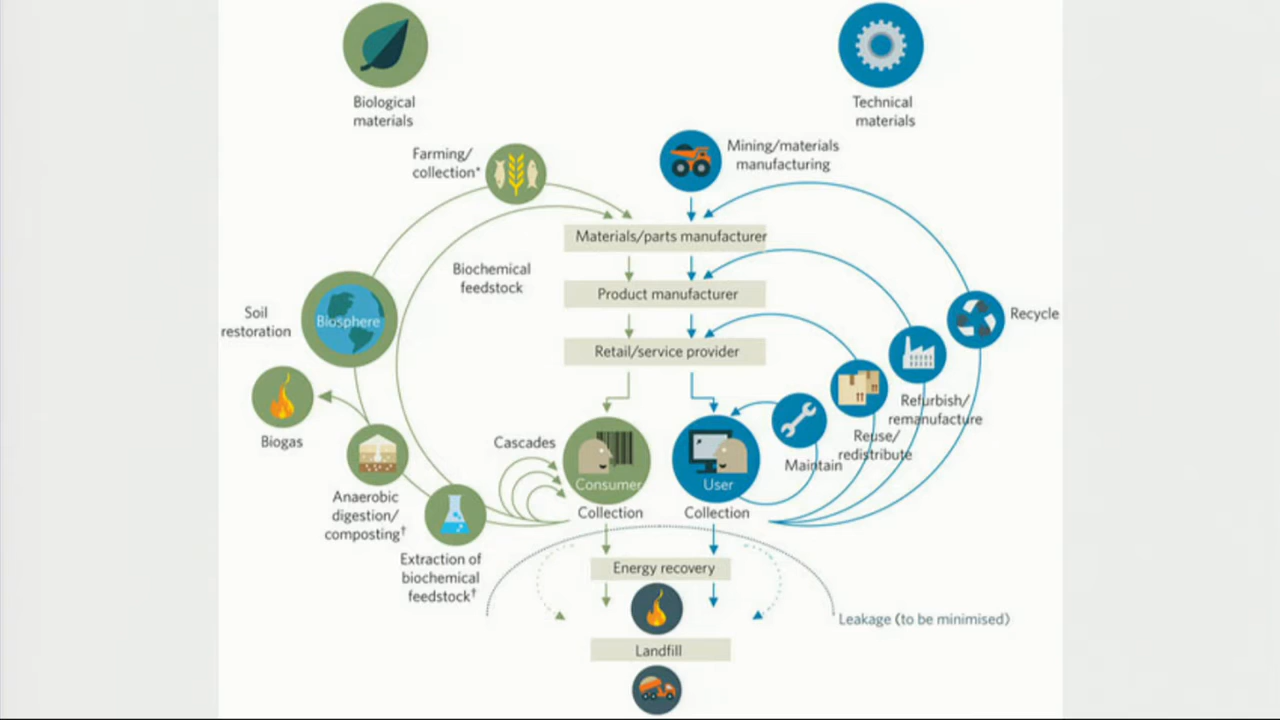 Biological
materials
Technical
materials
Farming/
collection*
Mining/materials
manufacturing
Materials/parts manufacturer
Biochemical
feedstock
Product manufacturer
Soil
restoration
Biosphere
Recycle
Retail/service provider
Refurbish/
remanufacture
Biogas
Cascades
Reuse/
redistribute
Maintain
Consumer
User
Collection
Collection
Anaerobic
digestion/
composting†
Extraction of
biochemical
feedstock†
Energy recovery
Leakage (to be minimised)
Landfill